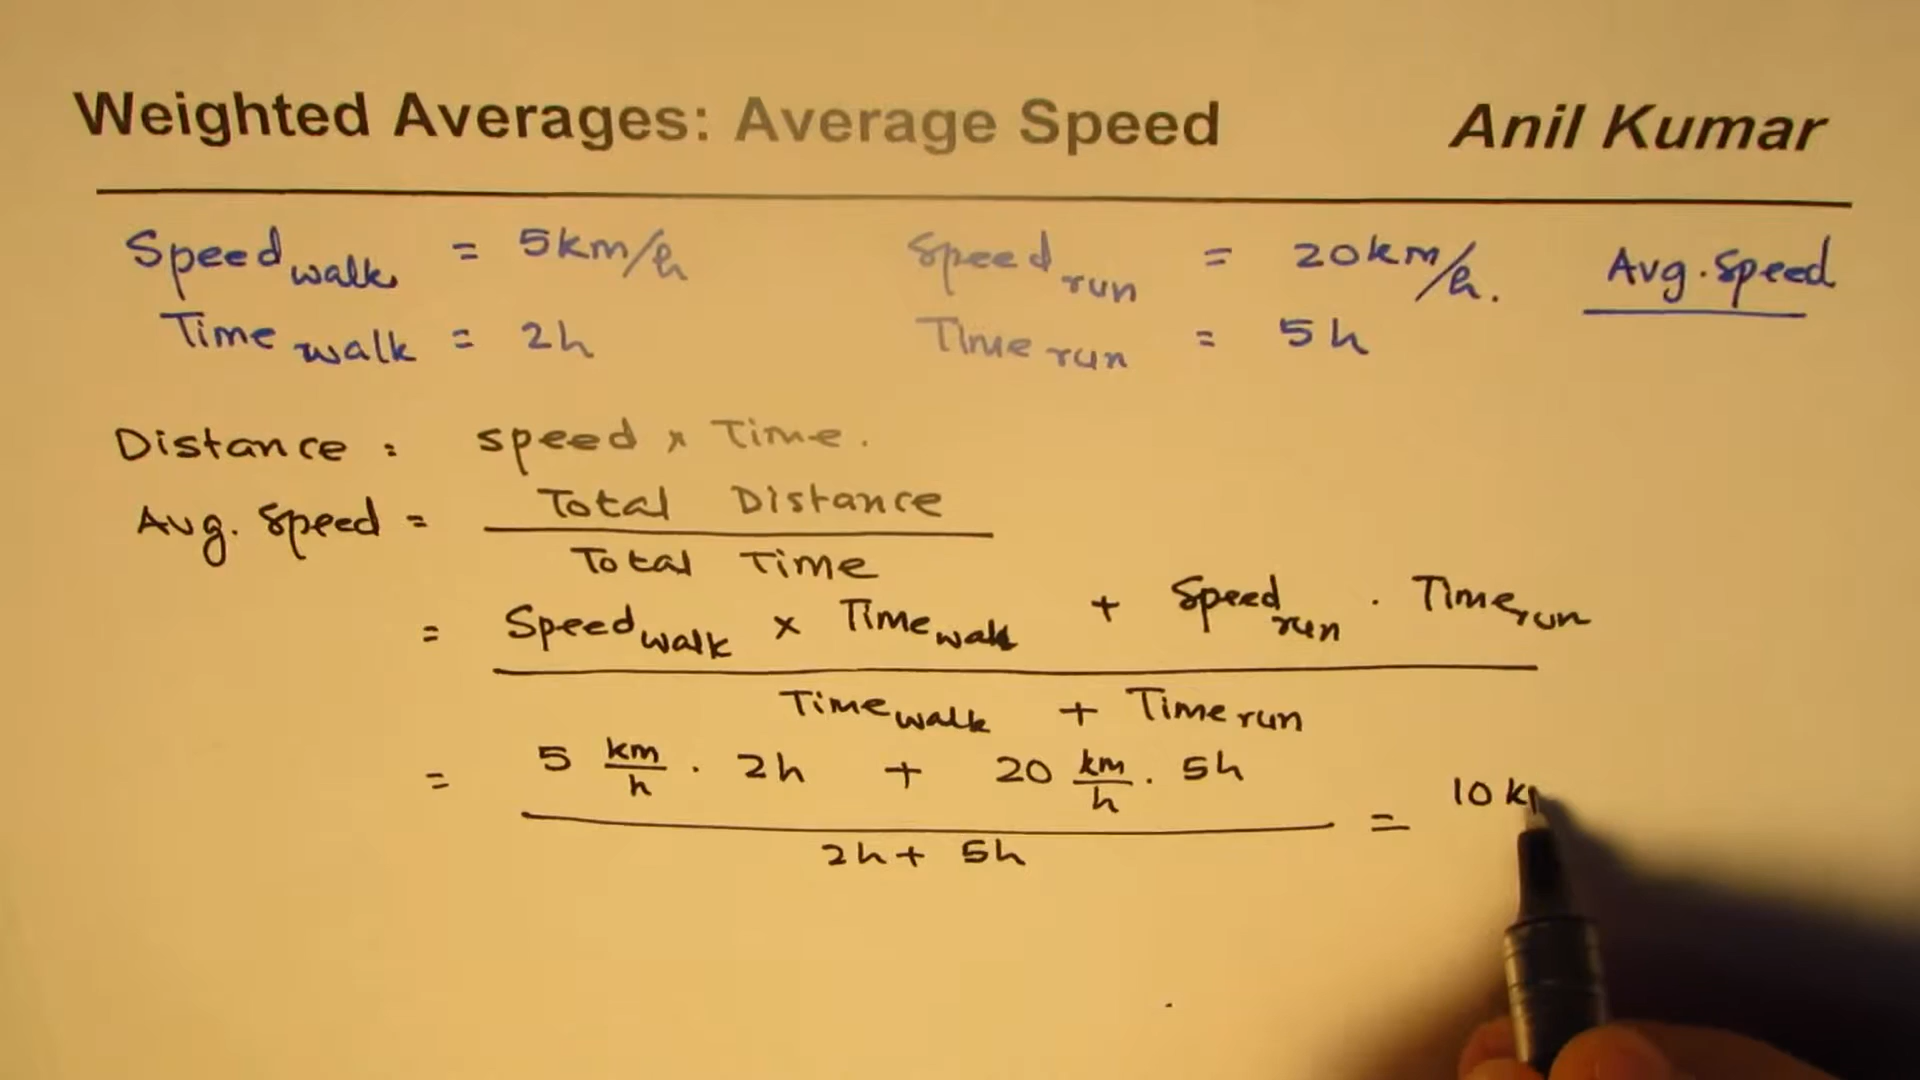 Weighted Averages: Average Speed Anil Kumar
Speed walk = 5km/h Speed run = 20km/h. Avg. Speed
Time walk = 2h Time run = 5h
Distance : speed x Time.
Avg. Speed = Total Distance
Total Time
= Speed walk x Time walk + Speed run . Time run
Time walk + Time run
= 5 km/h . 2h + 20 km/h . 5h = 10 k
2h + 5h